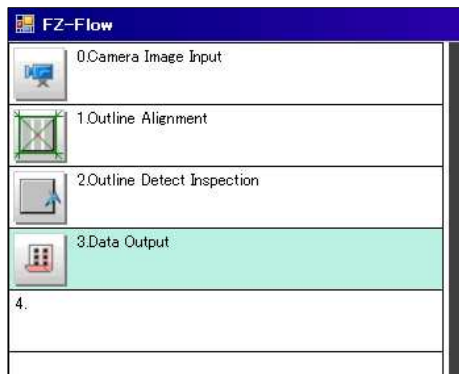 FZ-Flow
0.Camera Image Input
1.Outline Alignment
2.Outline Detect Inspection
3.Data Output
4.